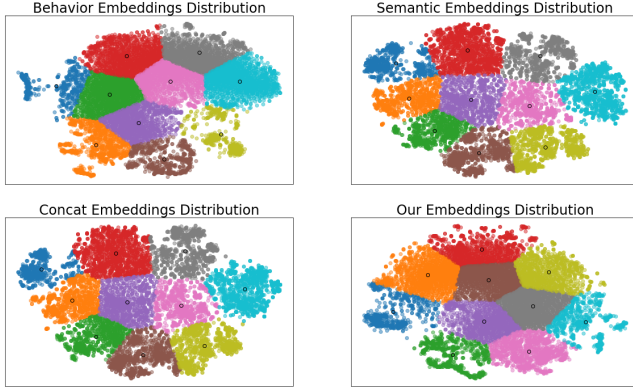 Behavior Embeddings Distribution
Semantic Embeddings Distribution
Concat Embeddings Distribution
Our Embeddings Distribution